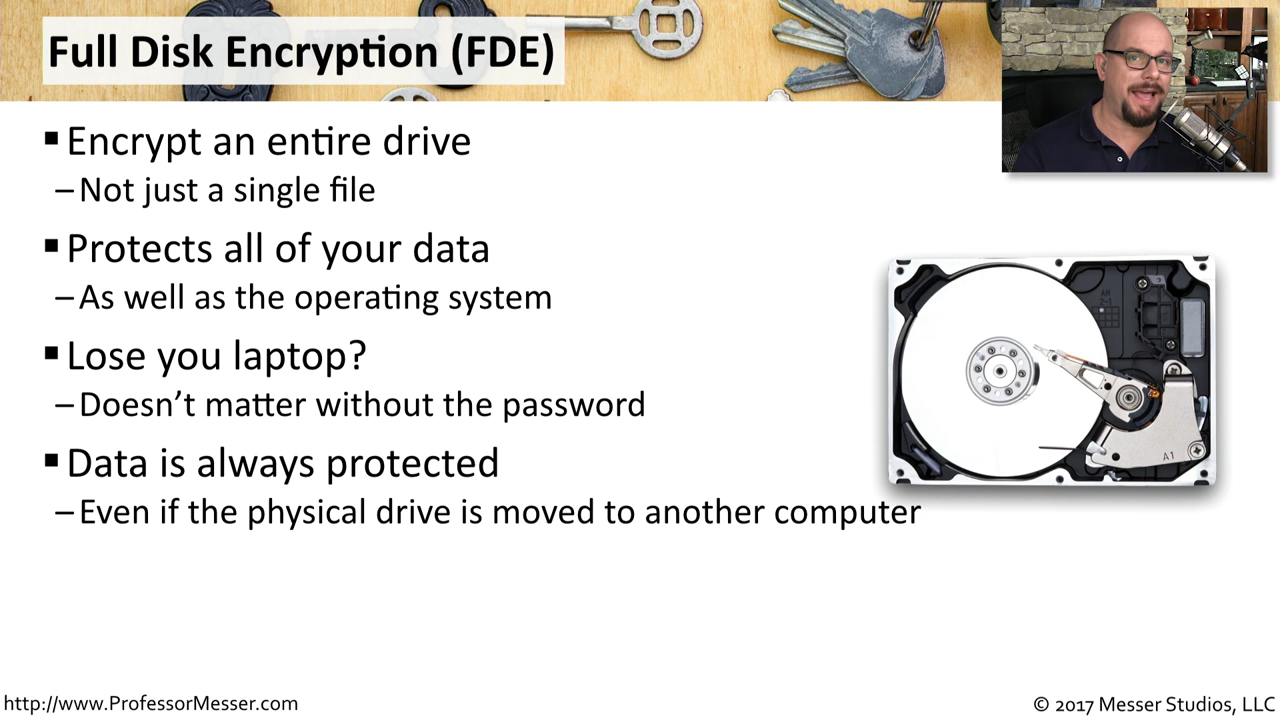 Full Disk Encryption (FDE)
▪ Encrypt an entire drive
– Not just a single file
▪ Protects all of your data
– As well as the operating system
▪ Lose you laptop?
– Doesn’t matter without the password
▪ Data is always protected
– Even if the physical drive is moved to another computer
A1
http://www.ProfessorMesser.com
© 2017 Messer Studios, LLC